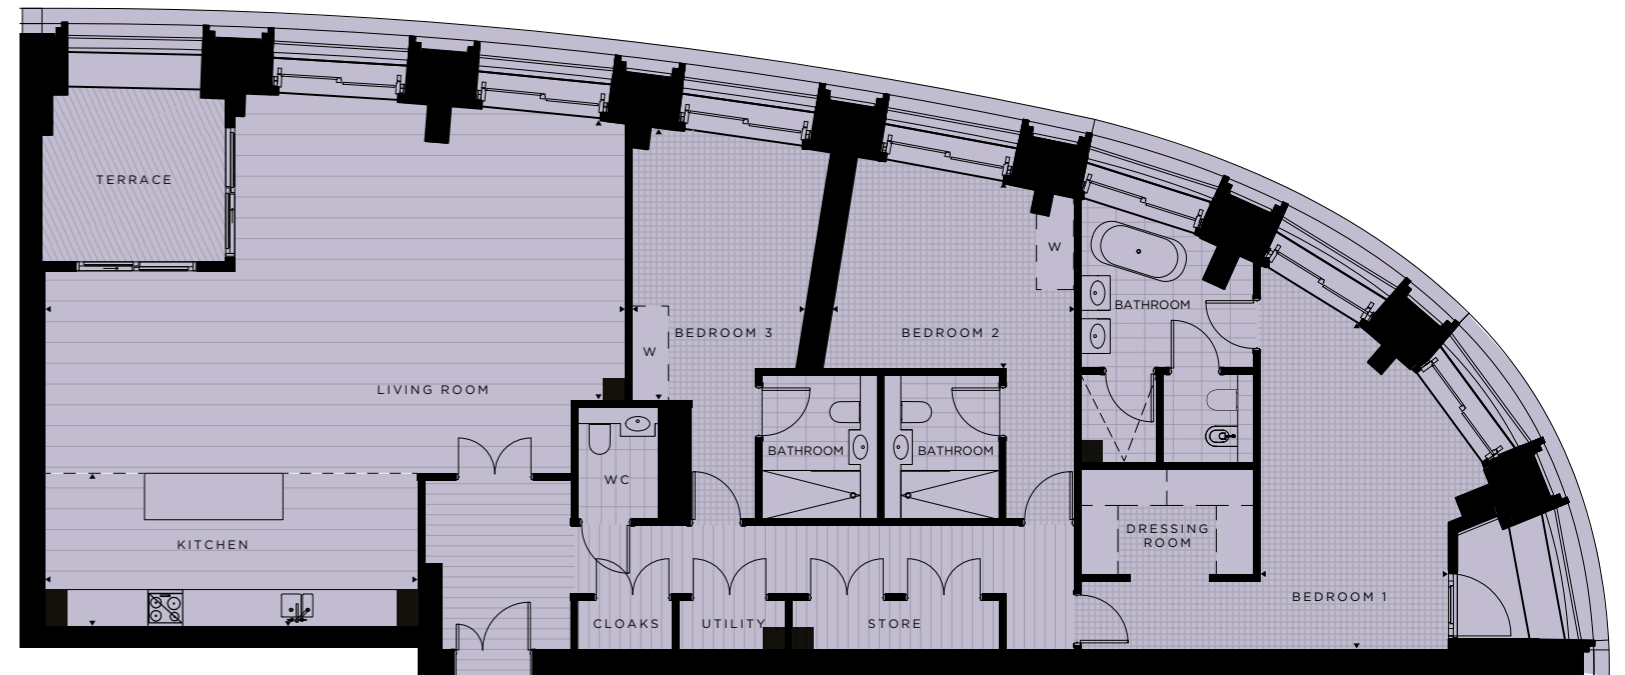 TERRACE
W
BATHROOM
BEDROOM 3
BEDROOM 2
W
LIVING ROOM
BATHROOM
BATHROOM
WC
DRESSING
ROOM
KITCHEN
BEDROOM 1
CLOAKS
UTILITY
STORE